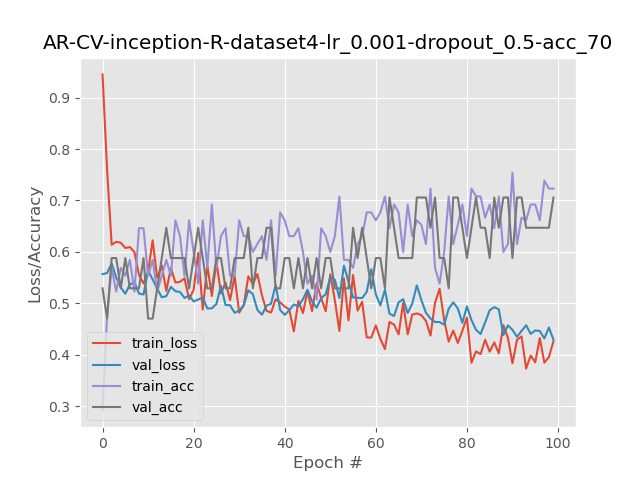 AR-CV-inception-R-dataset4-lr_0.001-dropout_0.5-acc_70
0.9
0.8
0.7
0.6
0.5
0.4
0.3
Loss/Accuracy
train_loss
val_loss
train_acc
val_acc
0 20 40 60 80 100
Epoch #